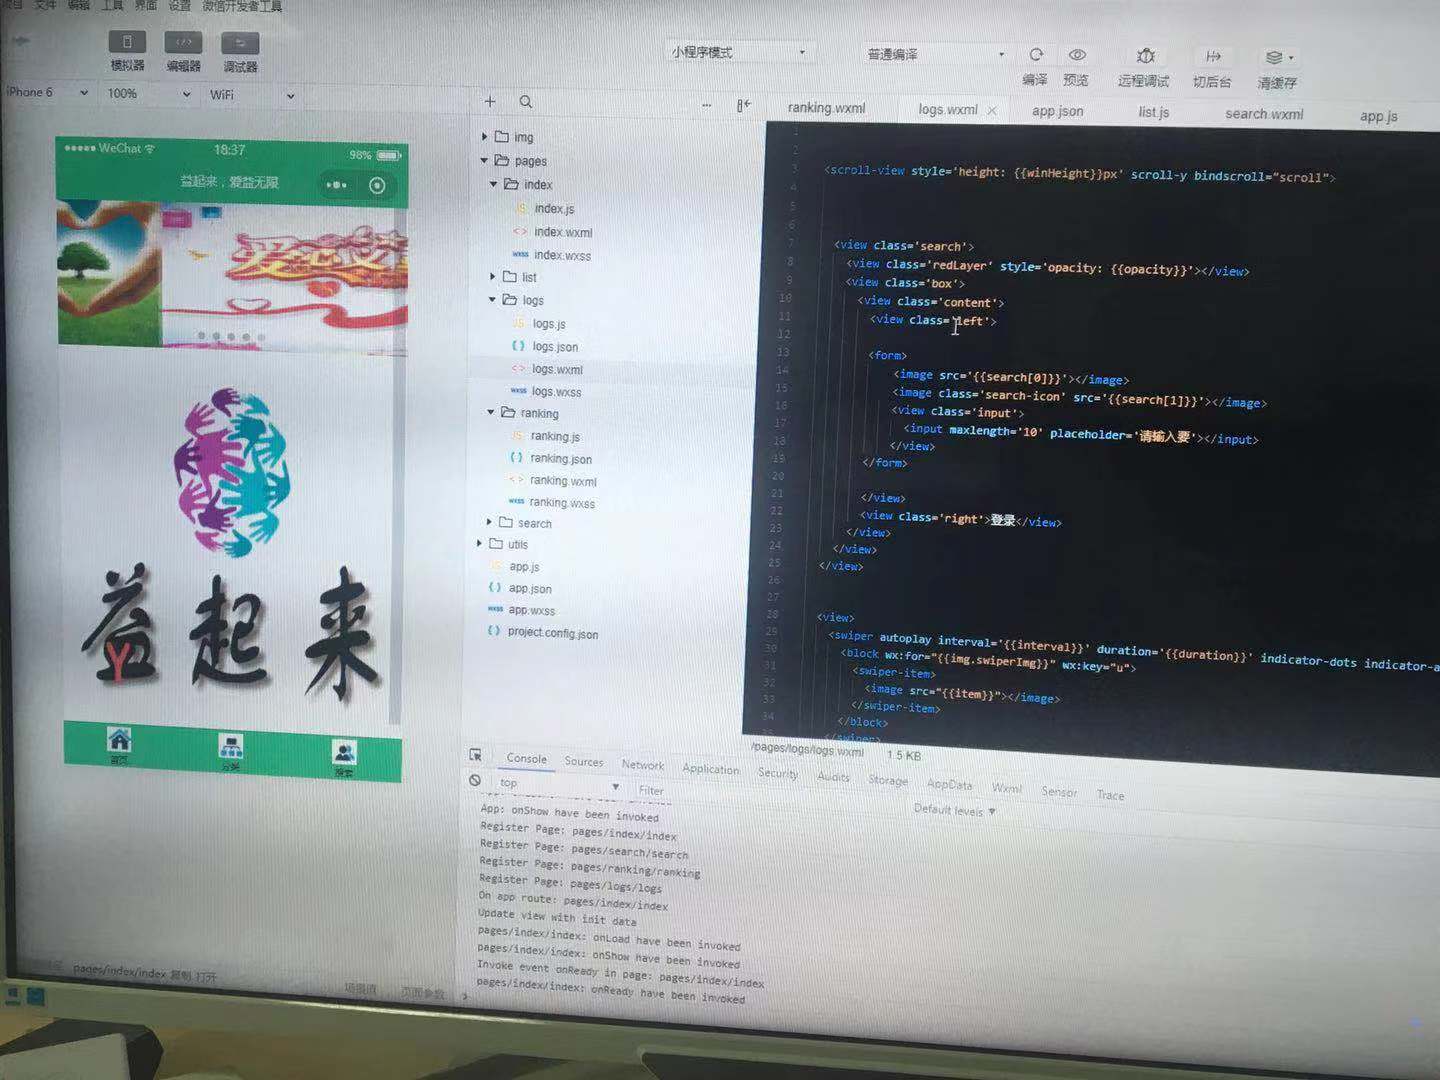 项目 文件 编辑 工具 界面 设置 微信开发者工具
模拟器 编辑器 调试器
小程序模式 普通编译
编译 预览 远程调试 切后台 清缓存
iPhone 6 100% WiFi
ranking.wxml logs.wxml app.json list.js search.wxml app.js
WeChat 18:37 98%
益起来，爱益无限
益起来
首页 分类 搜索
img
pages
index
JS index.js
<> index.wxml
wxss index.wxss
list
logs
JS logs.js
{} logs.json
<> logs.wxml
wxss logs.wxss
ranking
JS ranking.js
{} ranking.json
<> ranking.wxml
wxss ranking.wxss
search
utils
JS app.js
{} app.json
wxss app.wxss
{} project.config.json
1
2
3 <scroll-view style='height: {{winHeight}}px' scroll-y bindscroll="scroll">
4
5
6
7 <view class='search'>
8 <view class='redLayer' style='opacity: {{opacity}}'></view>
9 <view class='box'>
10 <view class='content'>
11 <view class='left'>
12
13 <form>
14 <image src='{{search[0]}}'></image>
15 <image class='search-icon' src='{{search[1]}}'></image>
16 <view class='input'>
17 <input maxlength='10' placeholder='请输入要'></input>
18 </view>
19 </form>
20
21 </view>
22 <view class='right'>登录</view>
23 </view>
24 </view>
25 </view>
26
27
28 <view>
29 <swiper autoplay interval='{{interval}}' duration='{{duration}}' indicator-dots indicator-a
30 <block wx:for="{{img.swiperImg}}" wx:key="u">
31 <swiper-item>
32 <image src="{{item}}"></image>
33 </swiper-item>
34 </block>
</swiper>
/pages/logs/logs.wxml 1.5 KB
Console Sources Network Application Security Audits Storage AppData Wxml Sensor Trace
top Filter Default levels
App: onShow have been invoked
Register Page: pages/index/index
Register Page: pages/search/search
Register Page: pages/ranking/ranking
Register Page: pages/logs/logs
On app route: pages/index/index
Update view with init data
pages/index/index: onLoad have been invoked
pages/index/index: onShow have been invoked
Invoke event onReady in page: pages/index/index
pages/index/index: onReady have been invoked
pages/index/index 复制 打开 场景值 页面参数